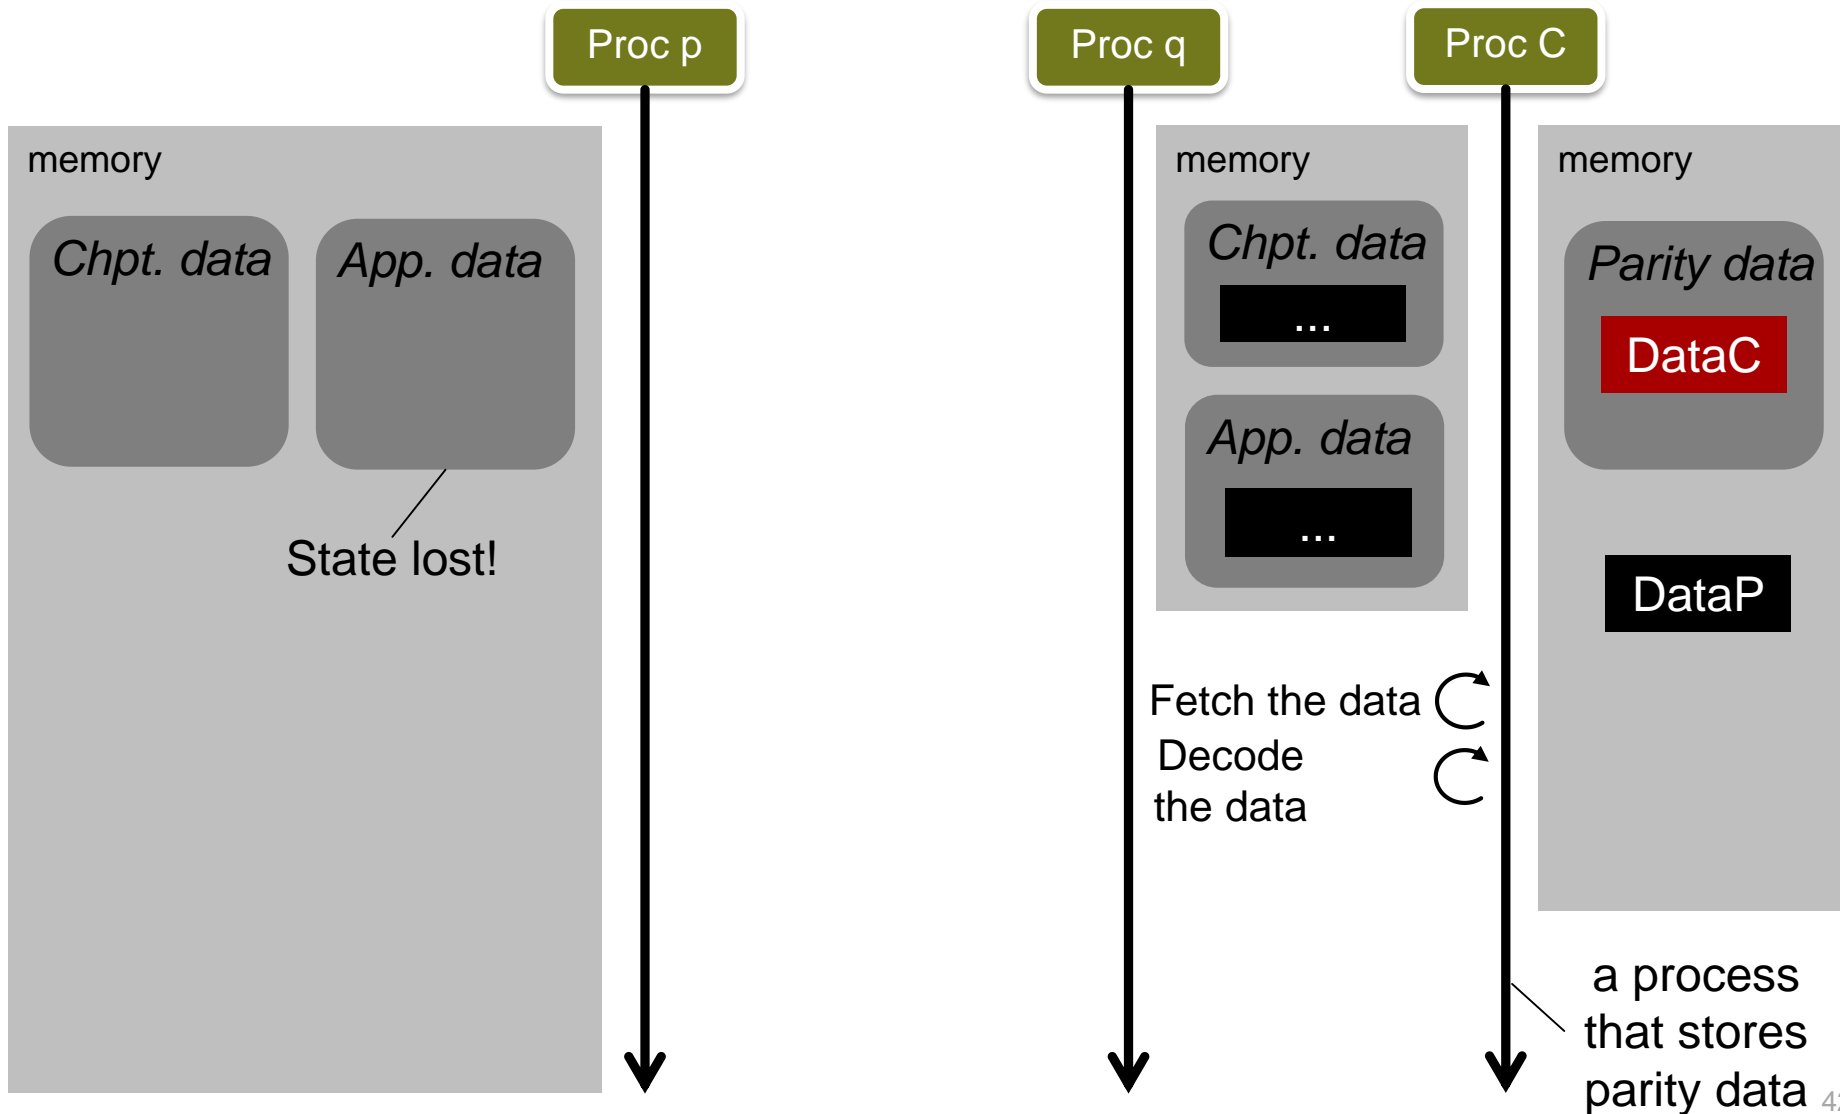 Proc p
Proc q
Proc C
memory
Chpt. data
App. data
State lost!
memory
Chpt. data
...
App. data
...
memory
Parity data
DataC
DataP
Fetch the data
Decode
the data
a process
that stores
parity data